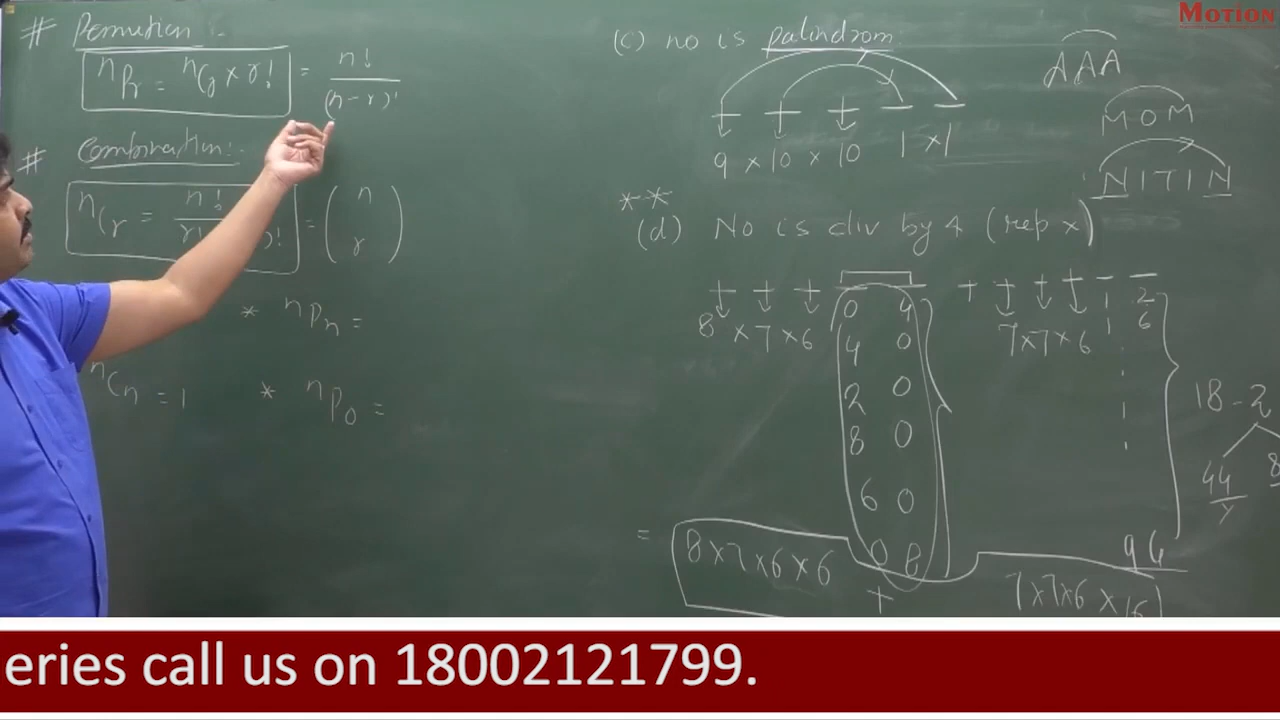 # Permution :
ⁿPᵣ = ⁿCᵣ × r! = n! / (n-r)!
# Combination:-
ⁿCᵣ = n! / r! )! = ( n r )
* ⁿPₙ =
ⁿCₙ = 1 * ⁿP₀ =
(c) no is palindrom:
9 × 10 × 10 1 × 1
AAA
MOM
NITIN
**
(d) No is div by 4 (rep x)
8 × 7 × 6
0 4
4 0
2 0
8 0
6 0
0 8
7 × 7 × 6
1 2
1 6
96
18 - 2
44
8
= 8×7×6×6 + 7×7×6×16
MOTION
eries call us on 18002121799.